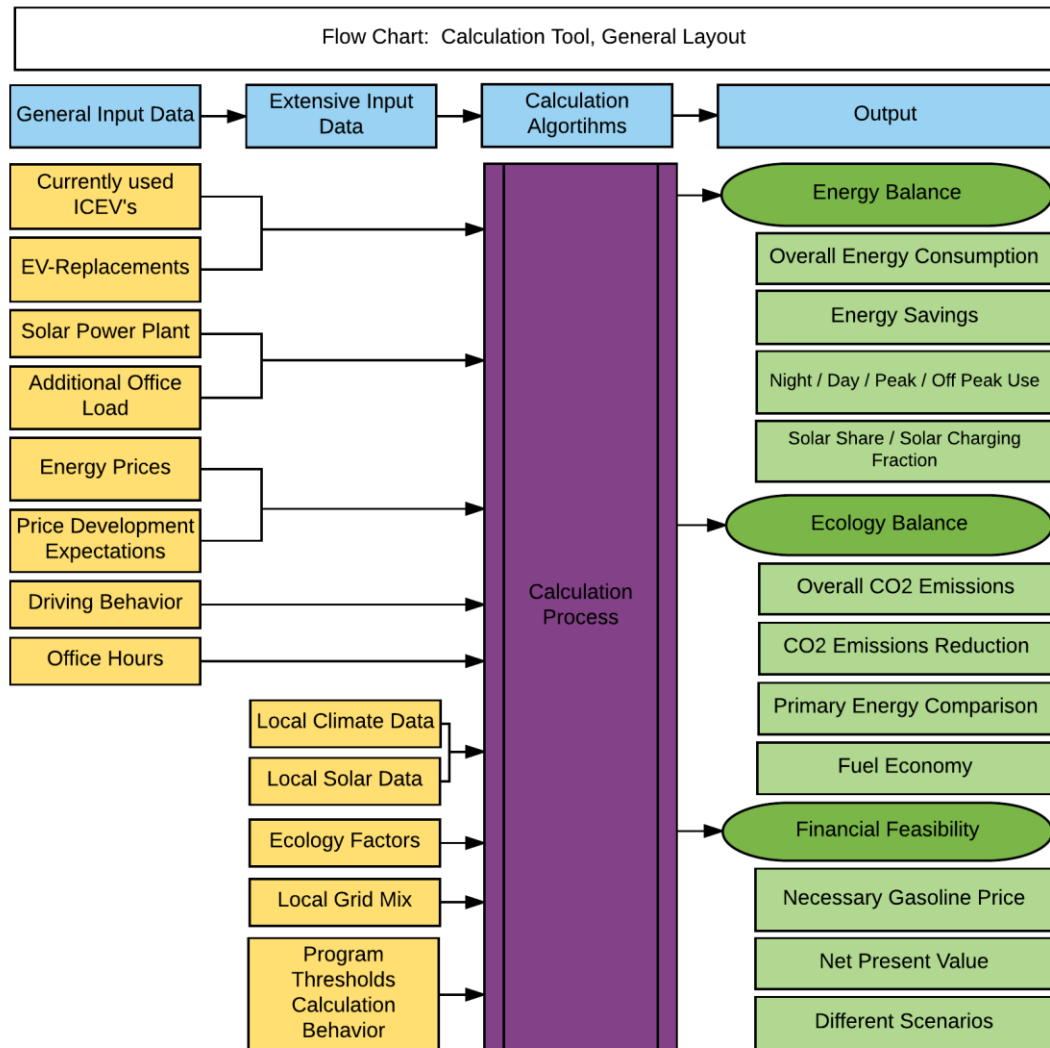 Flow Chart:  Calculation Tool, General Layout
General Input Data
Extensive Input
Data
Calculation
Algortihms
Output
Currently used
ICEV's
EV-Replacements
Solar Power Plant
Additional Office
Load
Energy Prices
Price Development
Expectations
Driving Behavior
Office Hours
Local Climate Data
Local Solar Data
Ecology Factors
Local Grid Mix
Program
Thresholds
Calculation
Behavior
Calculation
Process
Energy Balance
Overall Energy Consumption
Energy Savings
Night / Day / Peak / Off Peak Use
Solar Share / Solar Charging
Fraction
Ecology Balance
Overall CO2 Emissions
CO2 Emissions Reduction
Primary Energy Comparison
Fuel Economy
Financial Feasibility
Necessary Gasoline Price
Net Present Value
Different Scenarios